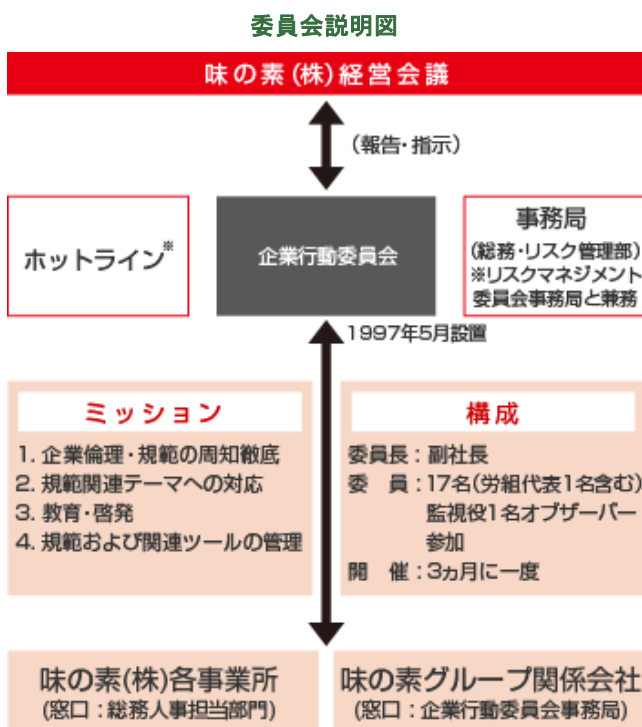 委員会説明図
味の素(株)経営会議
(報告・指示)
ホットライン※
企業行動委員会
事務局
(総務・リスク管理部)
※リスクマネジメント
委員会事務局と兼務
1997年5月設置
ミッション
1. 企業倫理・規範の周知徹底
2. 規範関連テーマへの対応
3. 教育・啓発
4. 規範および関連ツールの管理
構成
委員長：副社長
委　員：17名(労組代表1名含む)
監視役1名オブザーバー
参加
開　催：3ヵ月に一度
味の素(株)各事業所
(窓口：総務人事担当部門)
味の素グループ関係会社
(窓口：企業行動委員会事務局)